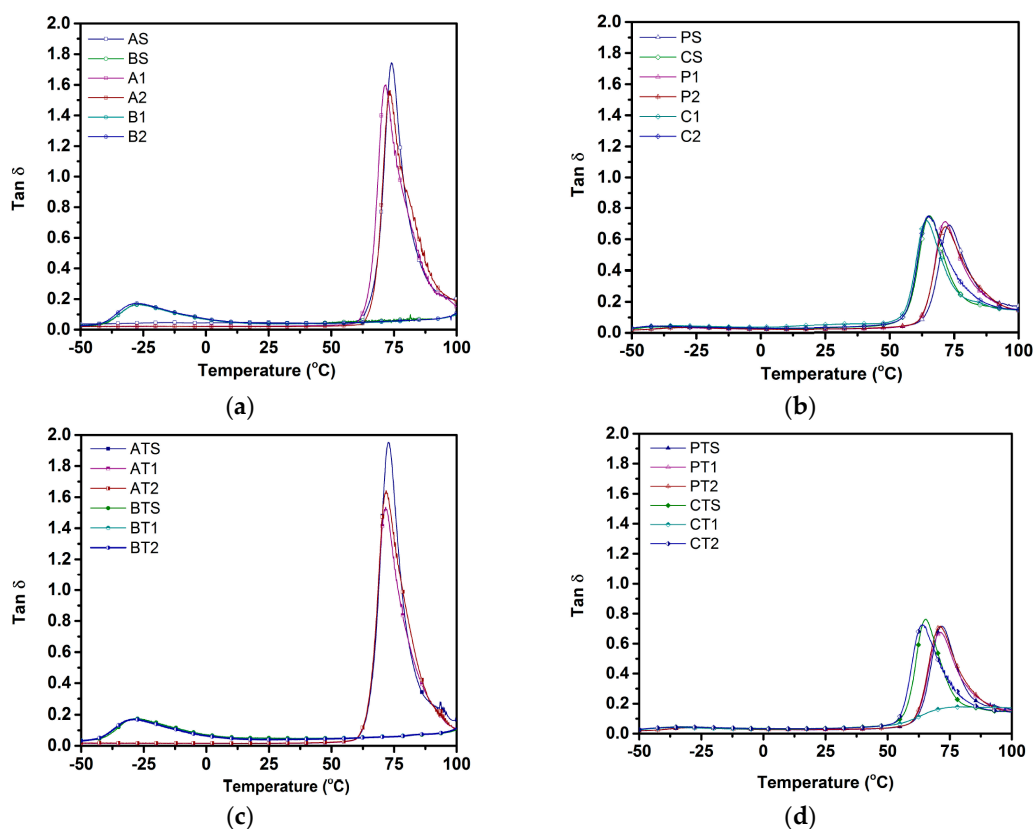 2.0
1.8
1.6
1.4
1.2
1.0
0.8
0.6
0.4
0.2
0.0
Tan δ
AS
BS
A1
A2
B1
B2
-50 -25 0 25 50 75 100
Temperature (°C)
(a)
2.0
1.8
1.6
1.4
1.2
1.0
0.8
0.6
0.4
0.2
0.0
Tan δ
PS
CS
P1
P2
C1
C2
-50 -25 0 25 50 75 100
Temperature (°C)
(b)
2.0
1.8
1.6
1.4
1.2
1.0
0.8
0.6
0.4
0.2
0.0
Tan δ
ATS
AT1
AT2
BTS
BT1
BT2
-50 -25 0 25 50 75 100
Temperature (°C)
(c)
2.0
1.8
1.6
1.4
1.2
1.0
0.8
0.6
0.4
0.2
0.0
Tan δ
PTS
PT1
PT2
CTS
CT1
CT2
-50 -25 0 25 50 75 100
Temperature (°C)
(d)